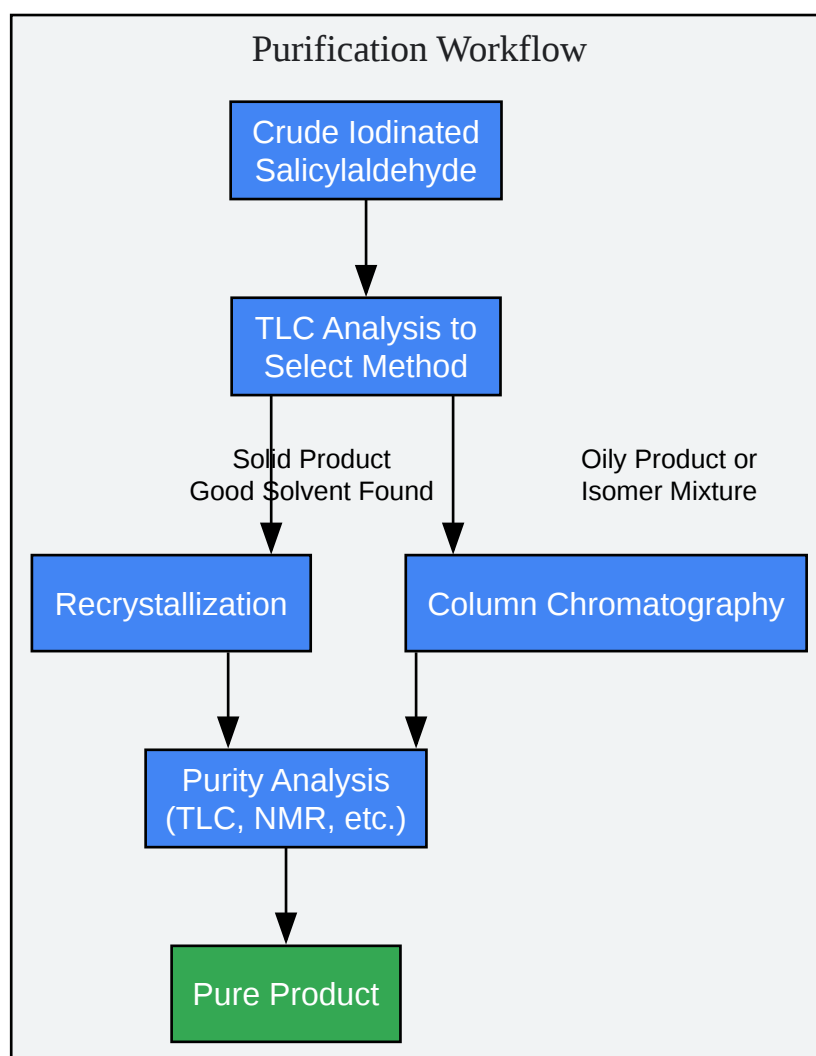 Purification Workflow
Crude Iodinated
Salicylaldehyde
TLC Analysis to
Select Method
Solid Product
Good Solvent Found
Oily Product or
Isomer Mixture
Recrystallization
Column Chromatography
Purity Analysis
(TLC, NMR, etc.)
Pure Product